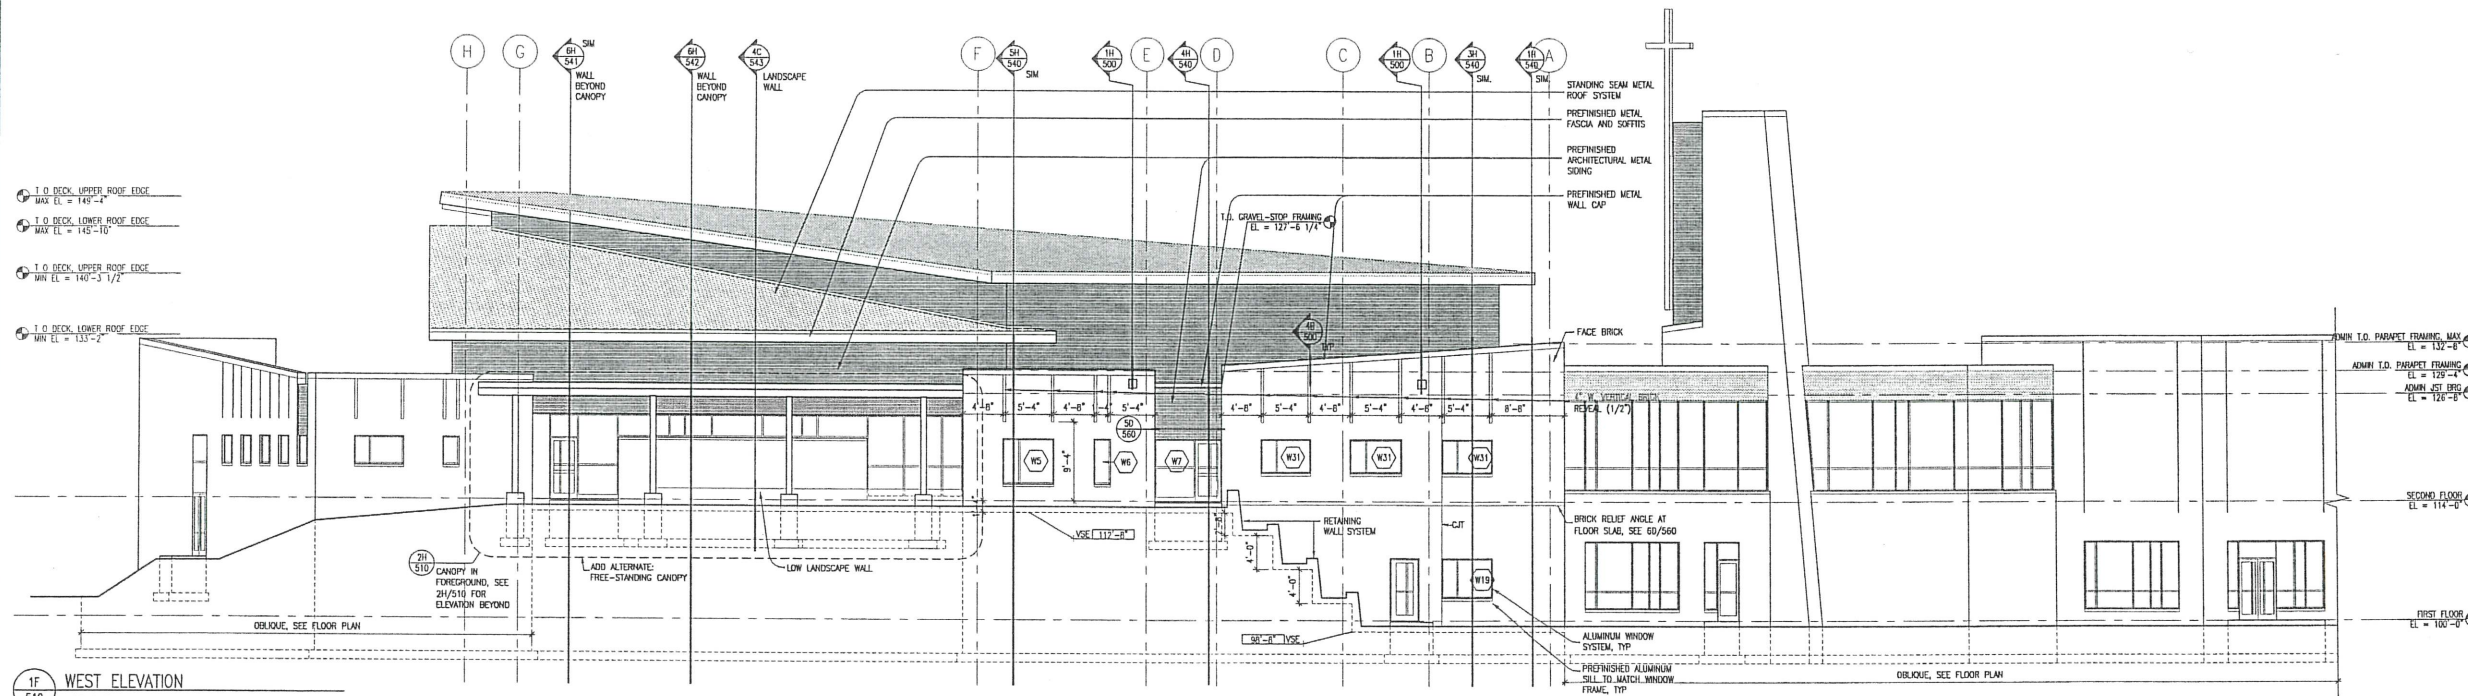 H
G
6H
541
SIM
WALL
BEYOND
CANOPY
6H
542
WALL
BEYOND
CANOPY
4C
543
LANDSCAPE
WALL
F
5H
540
SIM
1H
500
E
4H
540
D
C
1H
500
B
3H
540
SIM.
1H
540
SIM
A
STANDING SEAM METAL
ROOF SYSTEM
PREFINISHED METAL
FASCIA AND SOFFITS
PREFINISHED
ARCHITECTURAL METAL
SIDING
PREFINISHED METAL
WALL CAP
T.O. GRAVEL-STOP FRAMING
EL = 127'-6 1/4"
T O DECK, UPPER ROOF EDGE
MAX EL = 149'-4"
T O DECK, LOWER ROOF EDGE
MAX EL = 145'-10"
T O DECK, UPPER ROOF EDGE
MIN EL = 140'-3 1/2"
T O DECK, LOWER ROOF EDGE
MIN EL = 133'-2"
4B
500
FACE BRICK
ADMIN T.O. PARAPET FRAMING, MAX
EL = 132'-8"
ADMIN T.O. PARAPET FRAMING
EL = 129'-4"
ADMIN JST BRG
EL = 126'-8"
4'-8" 5'-4" 4'-8" 1'-4" 5'-4" 4'-8" 5'-4" 4'-8" 5'-4" 4'-8" 5'-4" 8'-8"
4" W. VERTICAL BRICK
REVEAL (1/2")
5D
560
9'-4"
W5
W6
W7
W31
W31
W31
SECOND FLOOR
EL = 114'-0"
VSE 112'-8"
RETAINING
WALL SYSTEM
CJT
BRICK RELIEF ANGLE AT
FLOOR SLAB, SEE 6D/560
4'-0"
4'-0"
2H
510
CANOPY IN
FOREGROUND, SEE
2H/510 FOR
ELEVATION BEYOND
ADD ALTERNATE:
FREE-STANDING CANOPY
LOW LANDSCAPE WALL
W19
FIRST FLOOR
EL = 100'-0"
OBLIQUE, SEE FLOOR PLAN
98'-8" VSE
ALUMINUM WINDOW
SYSTEM, TYP
PREFINISHED ALUMINUM
SILL TO MATCH WINDOW
FRAME, TYP
OBLIQUE, SEE FLOOR PLAN
1F
WEST ELEVATION